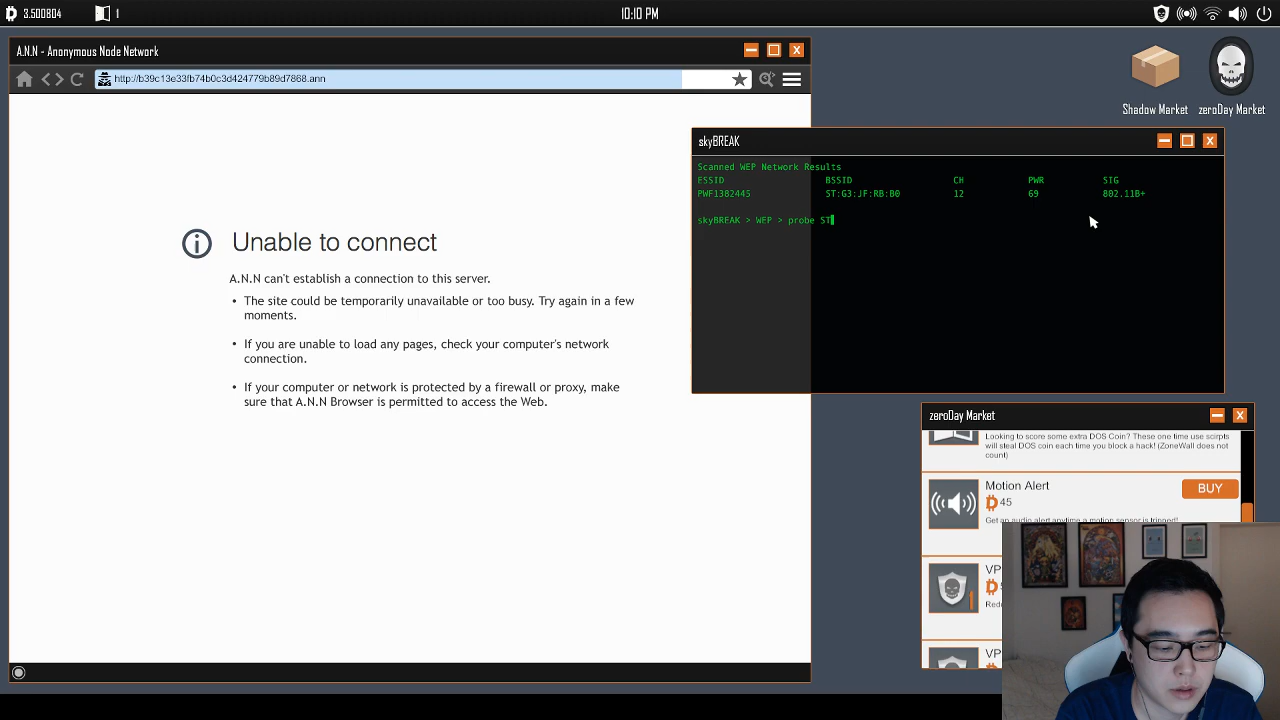 3.500804
1
10:10 PM
A.N.N - Anonymous Node Network
http://b39c13e33fb74b0c3d424779b89d7868.ann
Unable to connect
A.N.N can't establish a connection to this server.
• The site could be temporarily unavailable or too busy. Try again in a few
moments.
• If you are unable to load any pages, check your computer's network
connection.
• If your computer or network is protected by a firewall or proxy, make
sure that A.N.N Browser is permitted to access the Web.
Shadow Market
zeroDay Market
skyBREAK
Scanned WEP Network Results
ESSID BSSID CH PWR SIG
PWF1382445 ST:G3:JF:RB:B0 12 69 802.11B+
skyBREAK > WEP > probe ST
zeroDay Market
Looking to score some extra DOS Coin? These one time use scirpts
will steal DOS coin each time you block a hack! (ZoneWall does not
count)
Motion Alert
45
BUY
Get an audio alert anytime a motion sensor is tripped!
VP
1
VP